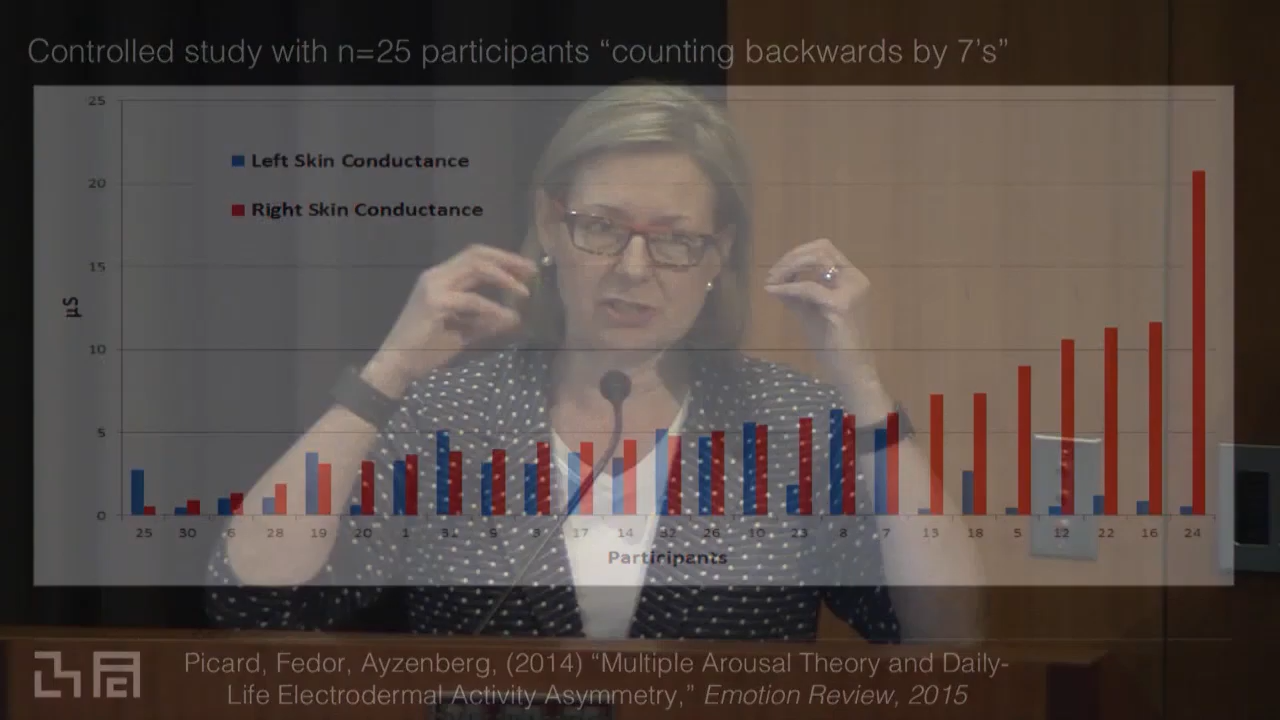 Controlled study with n=25 participants “counting backwards by 7’s”
25
Left Skin Conductance
20
Right Skin Conductance
15
µS
10
5
0
25 30 6 28 19 20 1 31 9 3 17 14 32 26 10 23 8 7 13 18 5 12 22 16 24
Participants
Picard, Fedor, Ayzenberg, (2014) “Multiple Arousal Theory and Daily-
Life Electrodermal Activity Asymmetry,” Emotion Review, 2015